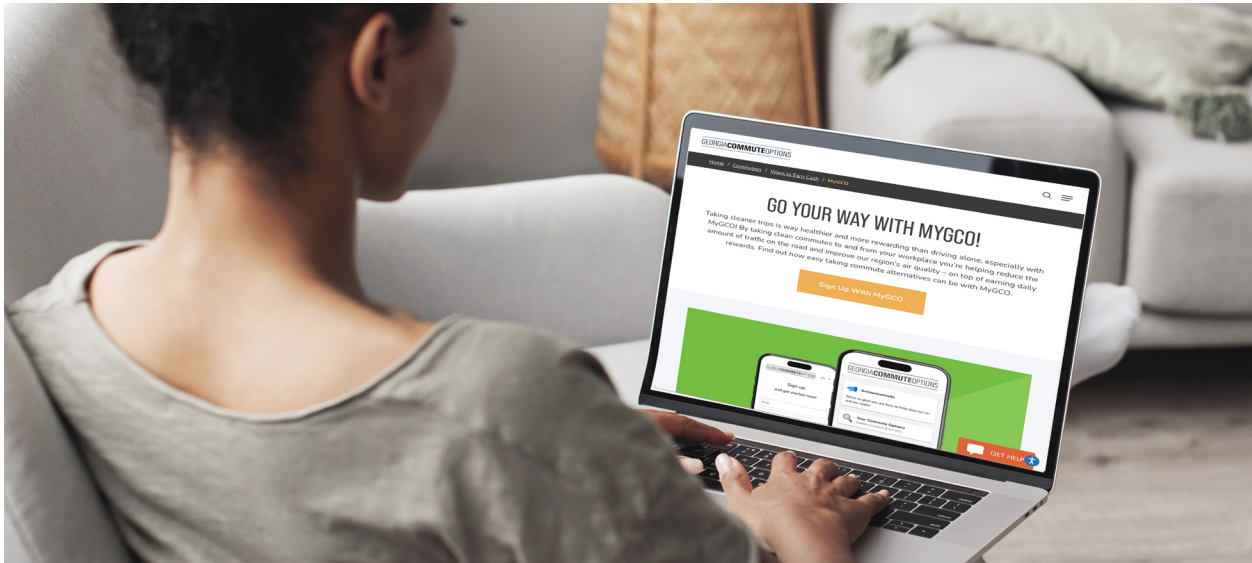 GEORGIACOMMUTEOPTIONS
Home / Commuters / Ways to Earn Cash / MyGCO
GO YOUR WAY WITH MYGCO!
Taking cleaner trips is way healthier and more rewarding than driving alone, especially with
MyGCO! By taking clean commutes to and from your workplace you're helping reduce the
amount of traffic on the road and improve our region's air quality – on top of earning daily
rewards. Find out how easy taking commute alternatives can be with MyGCO.
Sign Up With MyGCO
GEORGIACOMMUTEOPTIONS
Sign up
and get started now!
GEORGIACOMMUTEOPTIONS
Announcements
Your Commute Options
GET HELP